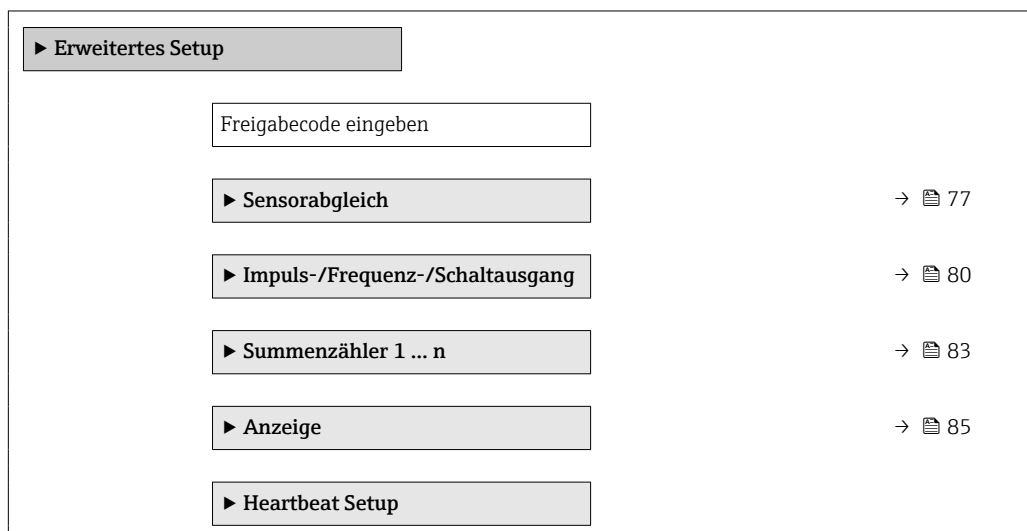 ▶ Erweitertes Setup
Freigabecode eingeben
▶ Sensorabgleich → 77
▶ Impuls-/Frequenz-/Schaltausgang → 80
▶ Summenzähler 1 ... n → 83
▶ Anzeige → 85
▶ Heartbeat Setup